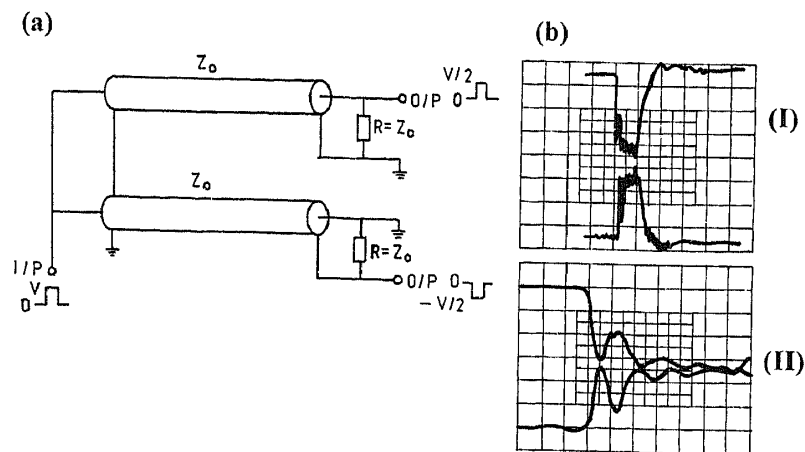 (a)
(b)
Z₀
V/2
O/P 0
R=Z₀
(I)
Z₀
R=Z₀
I/P
V
0
O/P 0
-V/2
(II)